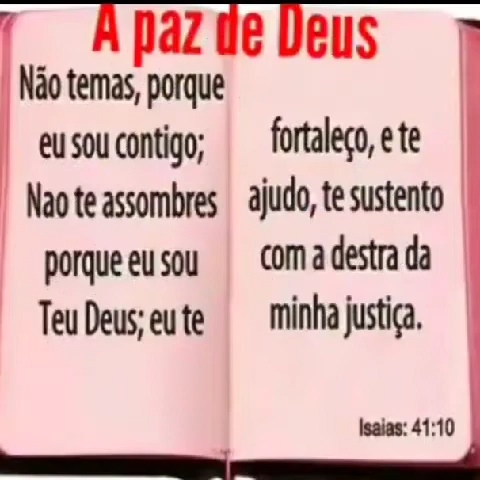 A paz de Deus
Não temas, porque
eu sou contigo;
Nao te assombres
porque eu sou
Teu Deus; eu te
fortaleço, e te
ajudo, te sustento
com a destra da
minha justiça.
Isaias: 41:10